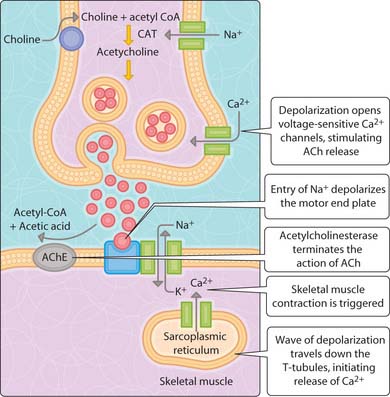 Choline + acetyl CoA
Choline
CAT
Na+
Acetycholine
Ca2+
Depolarization opens
voltage-sensitive Ca2+
channels, stimulating
ACh release
Entry of Na+ depolarizes
the motor end plate
Acetyl-CoA
+ Acetic acid
Na+
Acetylcholinesterase
terminates the
action of ACh
AChE
K+
Ca2+
Skeletal muscle
contraction is triggered
Sarcoplasmic
reticulum
Wave of depolarization
travels down the
T-tubules, initiating
release of Ca2+
Skeletal muscle